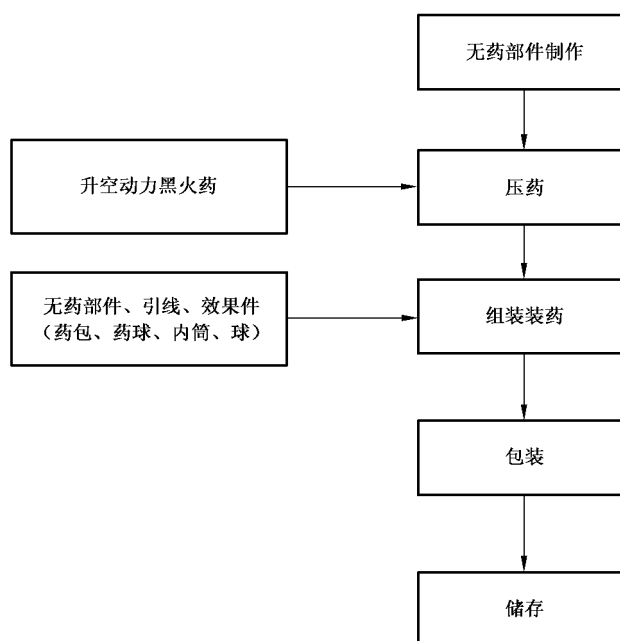 无药部件制作
升空动力黑火药
压药
无药部件、引线、效果件
（药包、药球、内筒、球）
组装装药
包装
储存